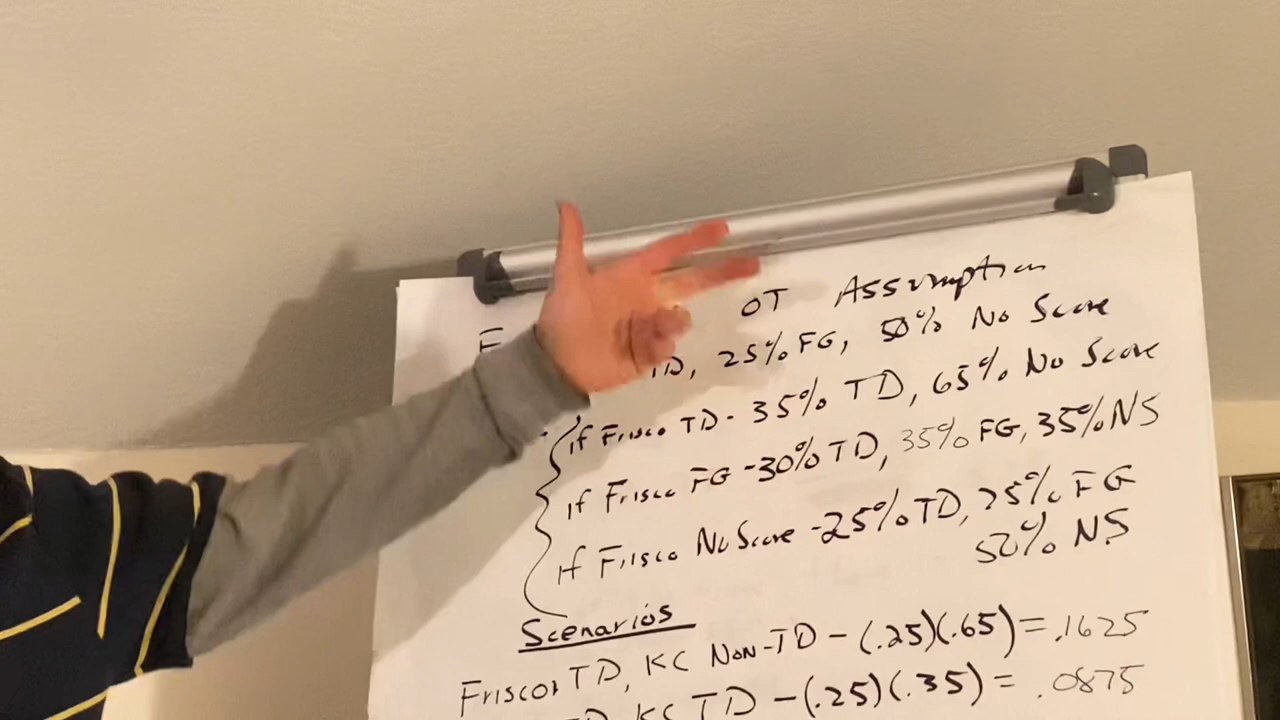 OT Assumption
TD, 25% FG, 50% No Score
if Frisco TD - 35% TD, 65% No Score
if Frisco FG - 30% TD, 35% FG, 35% NS
if Frisco No Score - 25% TD, 25% FG
50% NS
Scenarios
Frisco TD, KC Non-TD - (.25)(.65) = .1625
TD, KC TD - (.25)(.35) = .0875